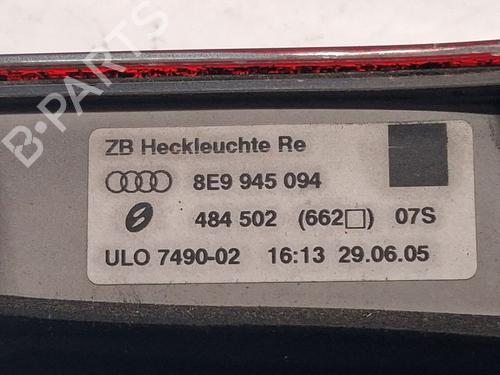 B-PARTS
ZB Heckleuchte Re
8E9 945 094
484 502 (662□) 07S
ULO 7490-02 16:13 29.06.05